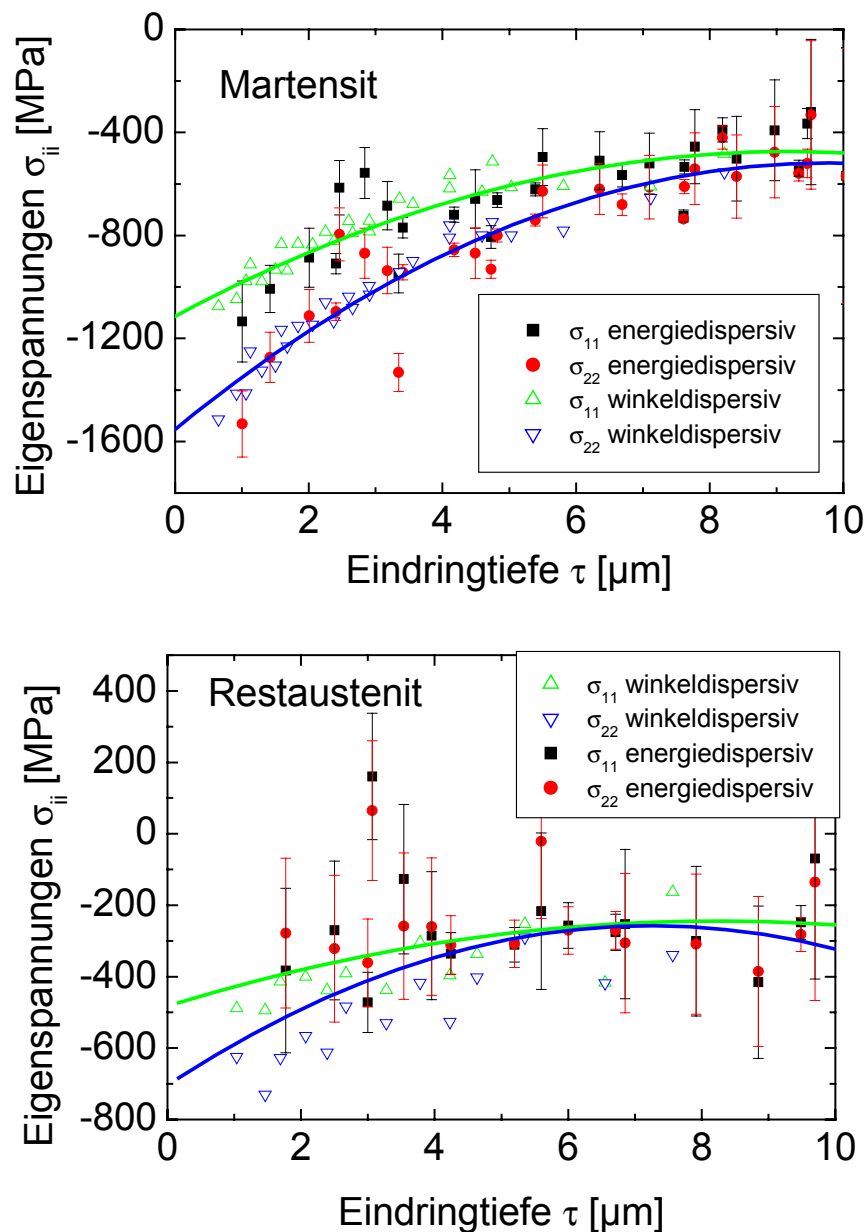 Martensit
Eigenspannungen σii [MPa]
0
-400
-800
-1200
-1600
σ11 energiedispersiv
σ22 energiedispersiv
σ11 winkeldispersiv
σ22 winkeldispersiv
0 2 4 6 8 10
Eindringtiefe τ [µm]
Restaustenit
Eigenspannungen σii [MPa]
400
200
0
-200
-400
-600
-800
σ11 winkeldispersiv
σ22 winkeldispersiv
σ11 energiedispersiv
σ22 energiedispersiv
0 2 4 6 8 10
Eindringtiefe τ [µm]